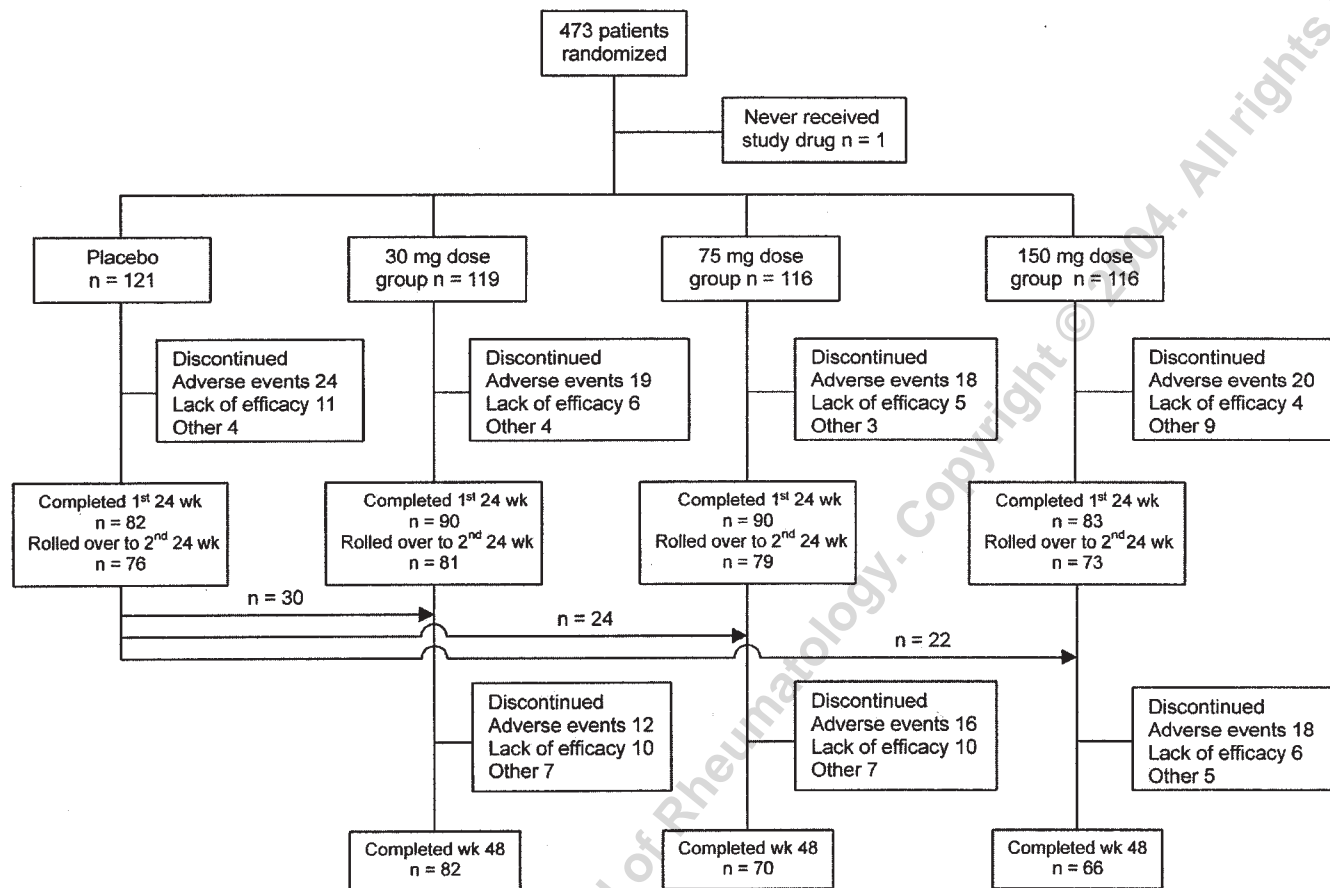 473 patients
randomized
Never received
study drug n = 1
Placebo
n = 121
30 mg dose
group n = 119
75 mg dose
group n = 116
150 mg dose
group n = 116
Discontinued
Adverse events 24
Lack of efficacy 11
Other 4
Discontinued
Adverse events 19
Lack of efficacy 6
Other 4
Discontinued
Adverse events 18
Lack of efficacy 5
Other 3
Discontinued
Adverse events 20
Lack of efficacy 4
Other 9
Completed 1st 24 wk
n = 82
Rolled over to 2nd 24 wk
n = 76
Completed 1st 24 wk
n = 90
Rolled over to 2nd 24 wk
n = 81
Completed 1st 24 wk
n = 90
Rolled over to 2nd 24 wk
n = 79
Completed 1st 24 wk
n = 83
Rolled over to 2nd 24 wk
n = 73
n = 30
n = 24
n = 22
Discontinued
Adverse events 12
Lack of efficacy 10
Other 7
Discontinued
Adverse events 16
Lack of efficacy 10
Other 7
Discontinued
Adverse events 18
Lack of efficacy 6
Other 5
Completed wk 48
n = 82
Completed wk 48
n = 70
Completed wk 48
n = 66
of Rheumatology. Copyright © 2004. All rights